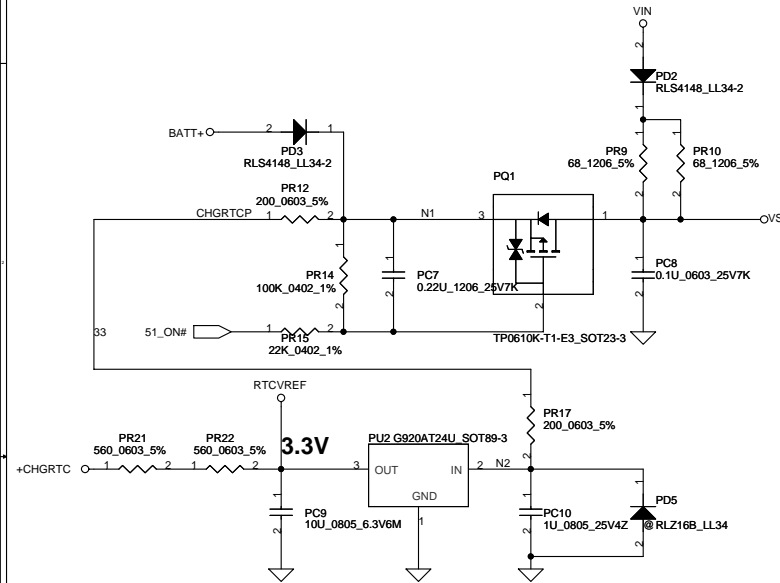 VIN
2
PD2
RLS4148_LL34-2
1
BATT+
2
1
PD3
RLS4148_LL34-2
1
1
PR9
68_1206_5%
PR10
68_1206_5%
2
2
PR12
200_0603_5%
PQ1
CHGRTCP
1
2
N1
3
1
VS
1
PR14
100K_0402_1%
2
1
PC7
0.22U_1206_25V7K
2
2
1
PC8
0.1U_0603_25V7K
2
33
51_ON#
1
2
PR15
22K_0402_1%
TP0610K-T1-E3_SOT23-3
RTCVREF
1
PR17
200_0603_5%
2
PR21
560_0603_5%
PR22
560_0603_5%
3.3V
PU2 G920AT24U_SOT89-3
+CHGRTC
1
2
1
2
3
OUT
IN
2
N2
GND
1
1
PC9
10U_0805_6.3V6M
2
1
PC10
1U_0805_25V4Z
2
1
PD5
@ RLZ16B_LL34
2